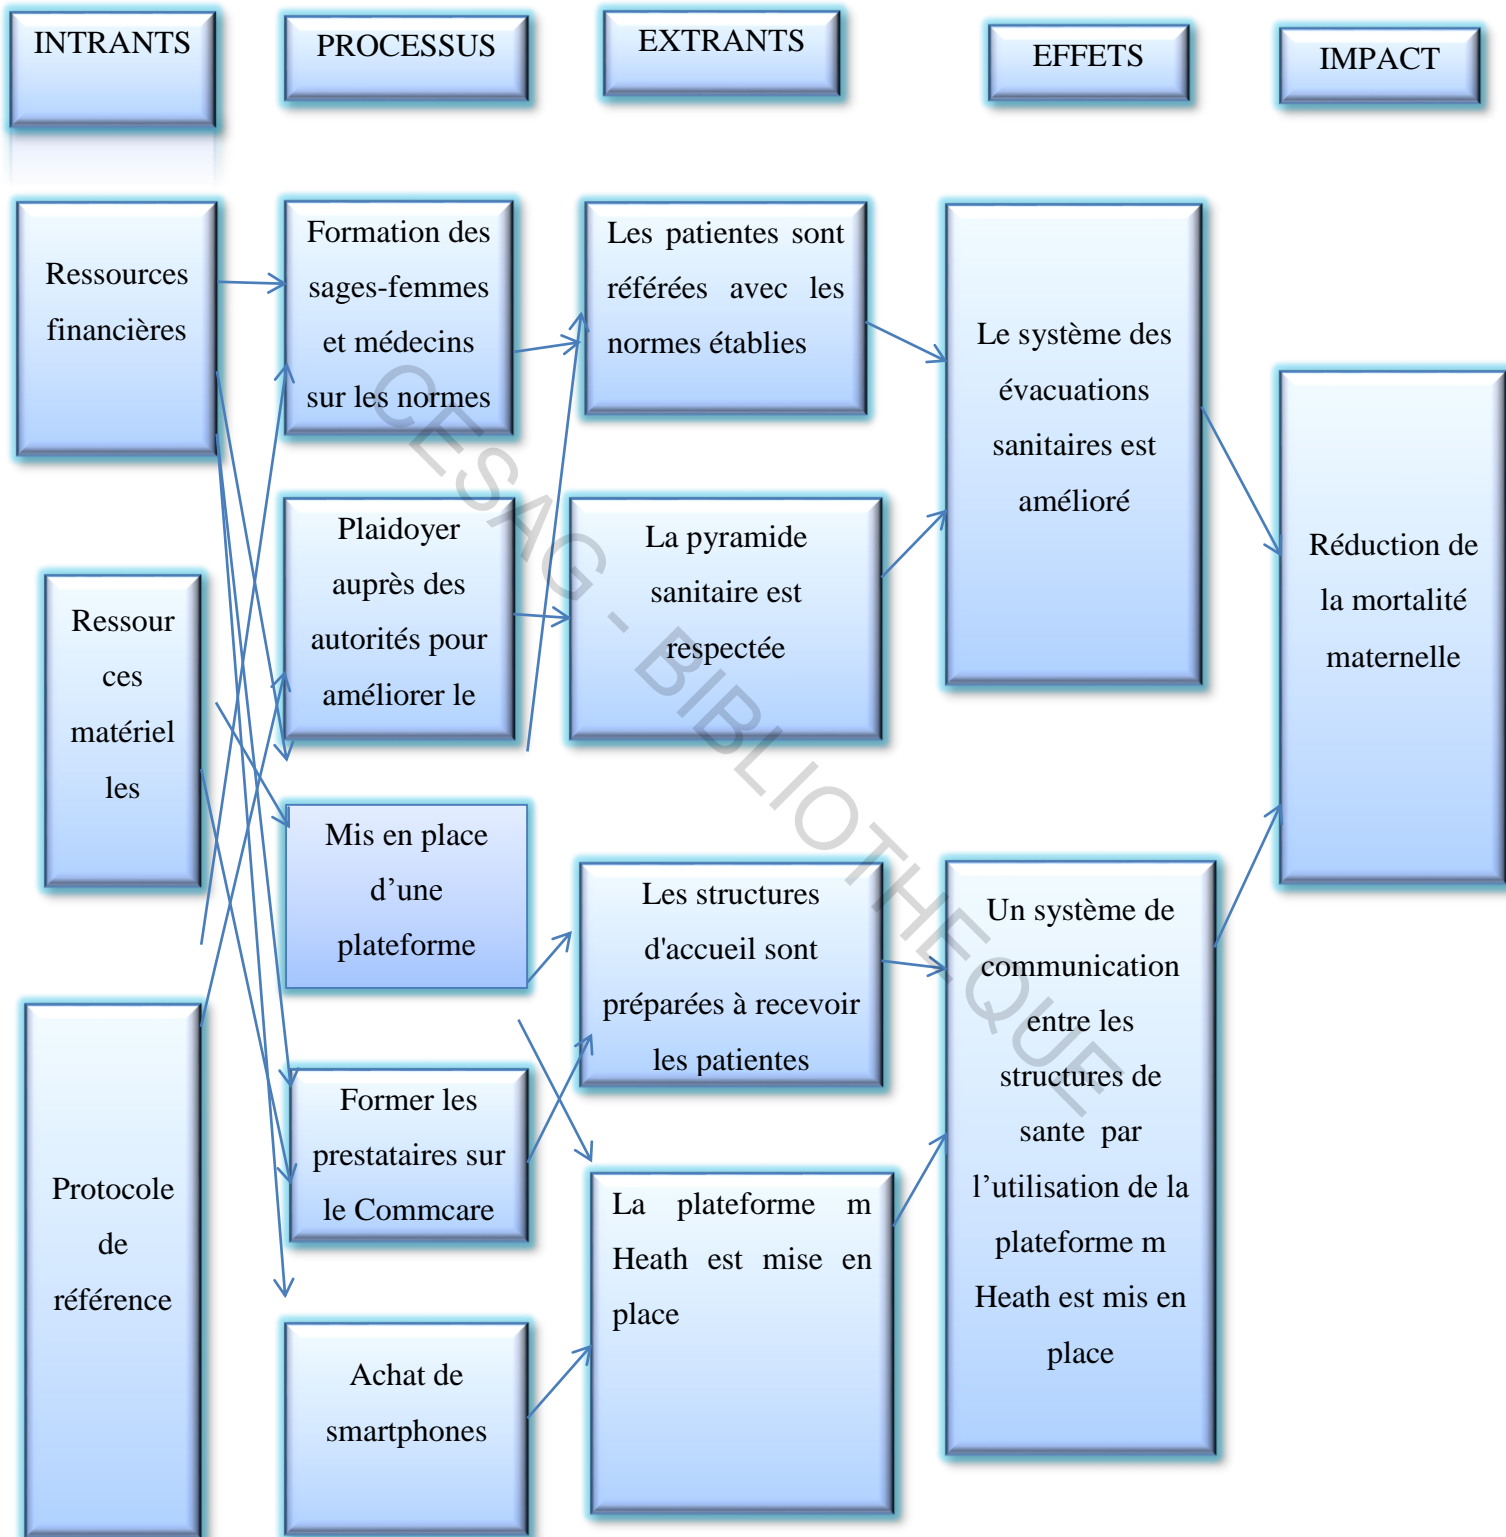 INTRANTS
PROCESSUS
EXTRANTS
EFFETS
IMPACT
Ressources
financières
Ressour
ces
matériel
les
Protocole
de
référence
Formation des
sages-femmes
et médecins
sur les normes
Plaidoyer
auprès des
autorités pour
améliorer le
Mis en place
d’une
plateforme
Former les
prestataires sur
le Commcare
Achat de
smartphones
Les patientes sont
référées avec les
normes établies
La pyramide
sanitaire est
respectée
Les structures
d'accueil sont
préparées à recevoir
les patientes
La plateforme m
Heath est mise en
place
Le système des
évacuations
sanitaires est
amélioré
Un système de
communication
entre les
structures de
sante par
l’utilisation de la
plateforme m
Heath est mis en
place
Réduction de
la mortalité
maternelle
CESAG - BIBLIOTHEQUE